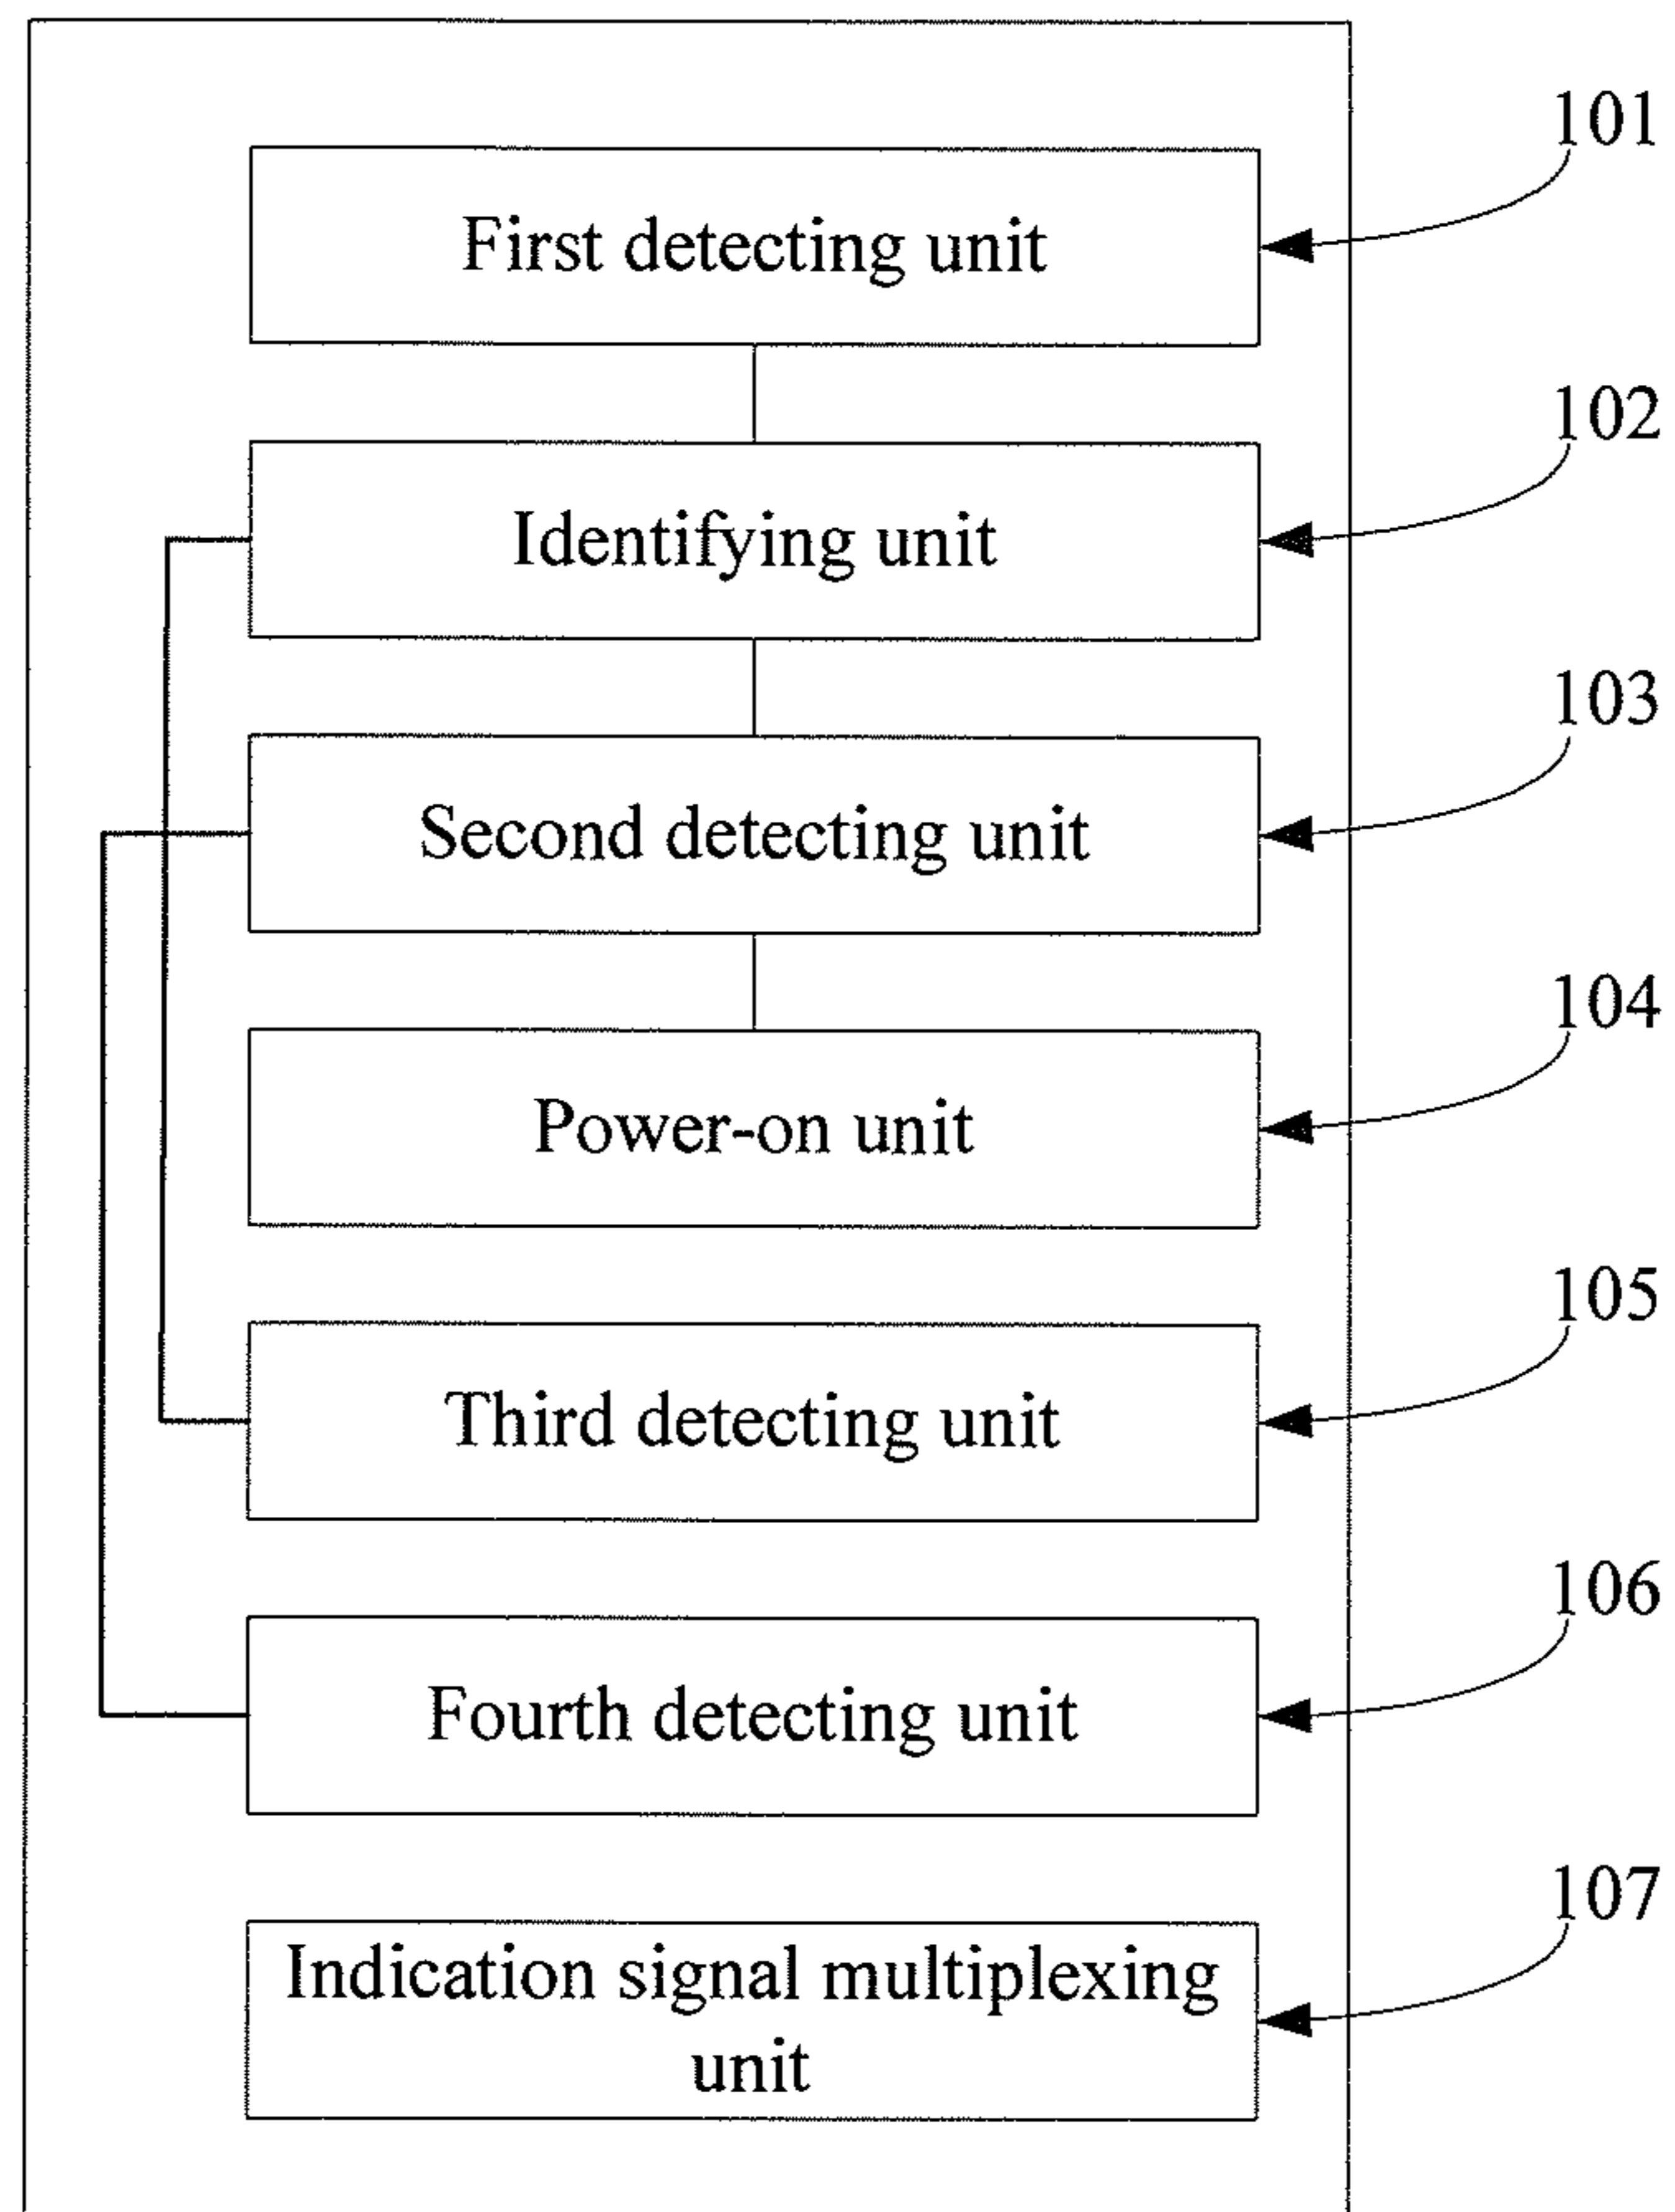 101
First detecting unit
102
Identifying unit
103
Second detecting unit
104
Power-on unit
105
Third detecting unit
106
Fourth detecting unit
107
Indication signal multiplexing
unit